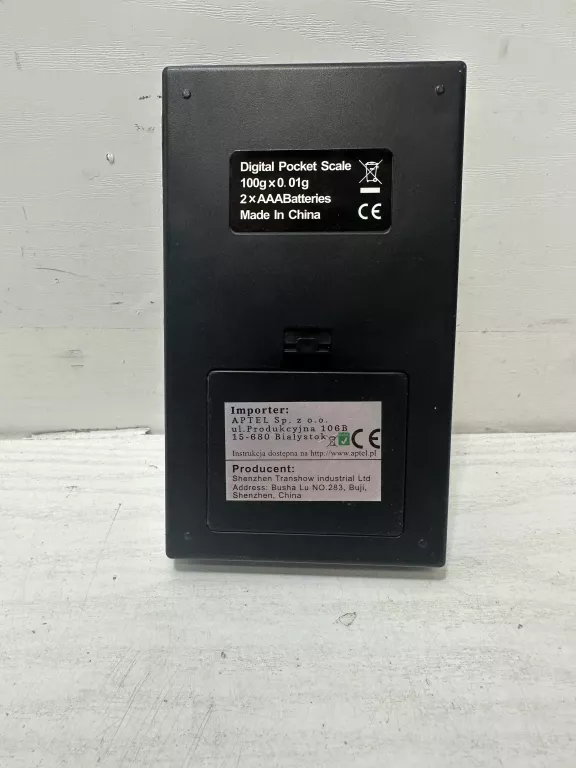 Digital Pocket Scale
100g×0.01g
2×AAABatteries
Made In China
CE
Importer:
APTEL Sp. z o.o.
ul.Produkcyjna 106B
15-680 Białystok
CE
Instrukcja dostępna na http://www.aptel.pl
Producent:
Shenzhen Transhow industrial Ltd
Address: Busha Lu NO.283, Buji,
Shenzhen, China